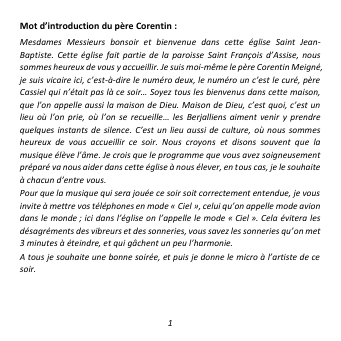 Mot d'introduction du père Corentin :
Mesdames Messieurs bonsoir et bienvenue dans cette église Saint Jean-
Baptiste. Cette église fait partie de la paroisse Saint François d'Assise, nous
sommes heureux de vous y accueillir. Je suis moi-même le père Corentin Meigné,
je suis vicaire ici, c'est-à-dire le numéro deux, le numéro un c'est le curé, père
Cassiel qui n'était pas là ce soir... Soyez tous les bienvenus dans cette maison,
que l'on appelle aussi la maison de Dieu. Maison de Dieu, c'est quoi, c'est un
lieu où l'on prie, où l'on se recueille... les Berjalliens aiment venir y prendre
quelques instants de silence. C'est un lieu aussi de culture, où nous sommes
heureux de vous accueillir ce soir. Nous croyons et disons souvent que la
musique élève l'âme. Je crois que le programme que vous avez soigneusement
préparé va nous aider dans cette église à nous élever, en tous cas, je le souhaite
à chacun d'entre vous.
Pour que la musique qui sera jouée ce soir soit correctement entendue, je vous
invite à mettre vos téléphones en mode « Ciel », celui qu'on appelle mode avion
dans le monde ; ici dans l'église on l'appelle le mode « Ciel ». Cela évitera les
désagréments des vibreurs et des sonneries, vous savez les sonneries qu'on met
3 minutes à éteindre, et qui gâchent un peu l'harmonie.
A tous je souhaite une bonne soirée, et puis je donne le micro à l'artiste de ce
soir.
1